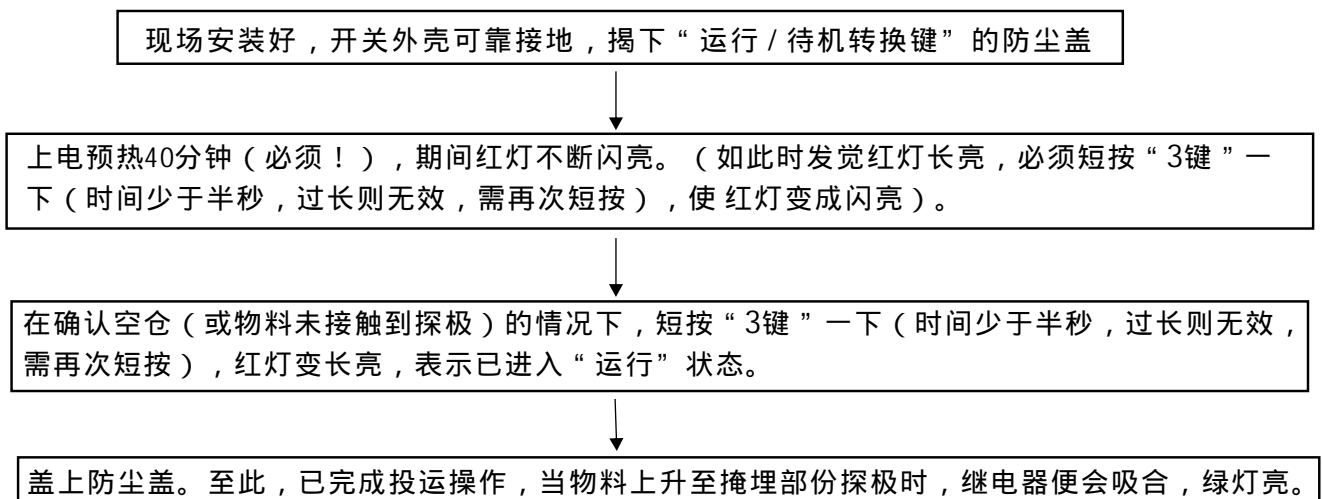 现场安装好，开关外壳可靠接地，揭下“运行/待机转换键”的防尘盖
上电预热40分钟（必须！），期间红灯不断闪亮。（如此时发觉红灯长亮，必须短按“3键”一
下（时间少于半秒，过长则无效，需再次短按），使 红灯变成闪亮）。
在确认空仓（或物料未接触到探极）的情况下，短按“3键”一下（时间少于半秒，过长则无效，
需再次短按），红灯变长亮，表示已进入“运行”状态。
盖上防尘盖。至此，已完成投运操作，当物料上升至掩埋部份探极时，继电器便会吸合，绿灯亮。